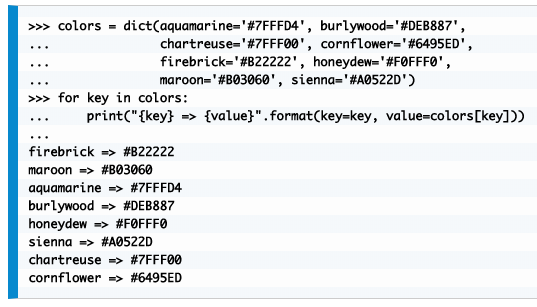 >>> colors = dict(aquamarine='#7FFFD4', burlywood='#DEB887',
...               chartreuse='#7FFF00', cornflower='#6495ED',
...               firebrick='#B22222', honeydew='#F0FFF0',
...               maroon='#B03060', sienna='#A0522D')
>>> for key in colors:
...     print("{key} => {value}".format(key=key, value=colors[key]))
...
firebrick => #B22222
maroon => #B03060
aquamarine => #7FFFD4
burlywood => #DEB887
honeydew => #F0FFF0
sienna => #A0522D
chartreuse => #7FFF00
cornflower => #6495ED